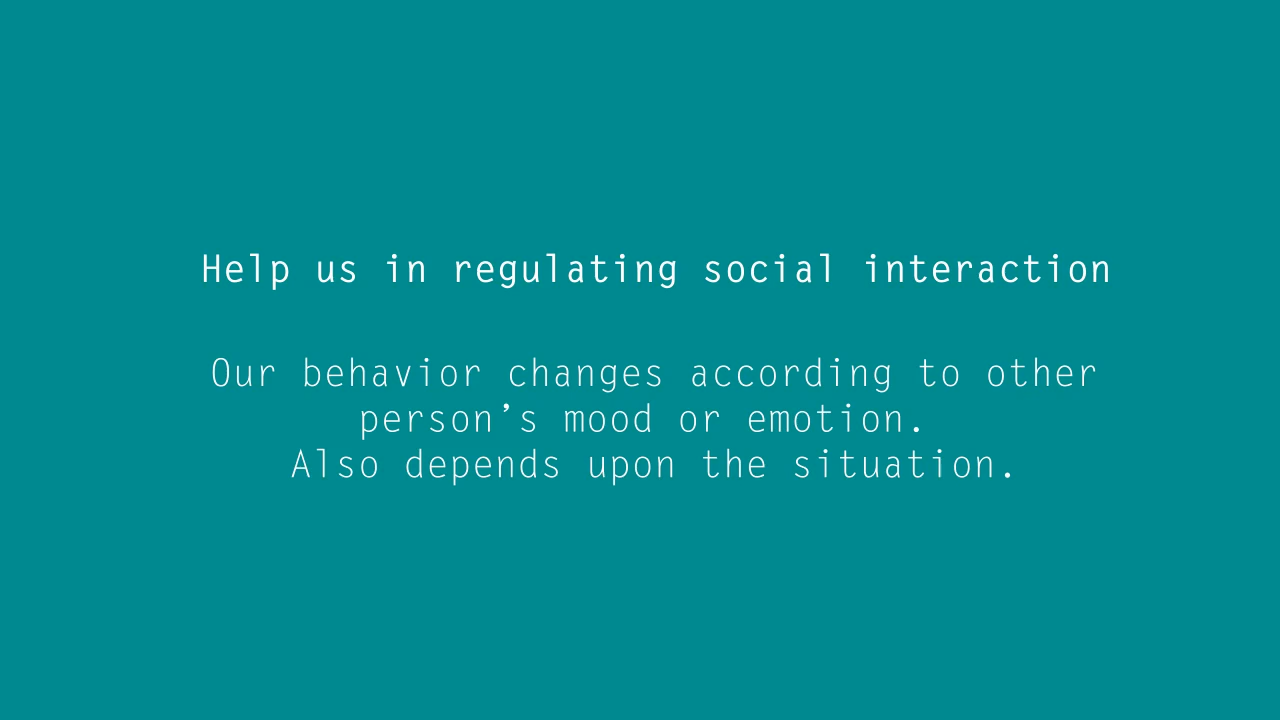 Help us in regulating social interaction
Our behavior changes according to other
person’s mood or emotion.
Also depends upon the situation.